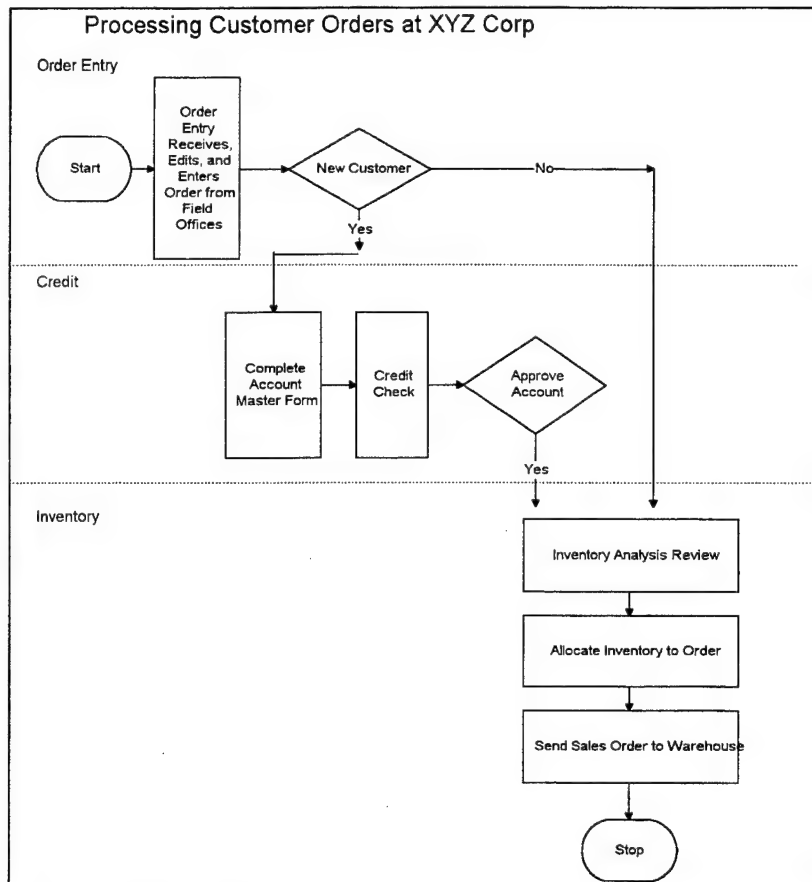 Processing Customer Orders at XYZ Corp
Order Entry
Order
Entry
Receives,
Edits, and
Enters
Order from
Field
Offices
Start
New Customer
No
Yes
Credit
Complete
Account
Master Form
Credit
Check
Approve
Account
Yes
Inventory
Inventory Analysis Review
Allocate Inventory to Order
Send Sales Order to Warehouse
Stop